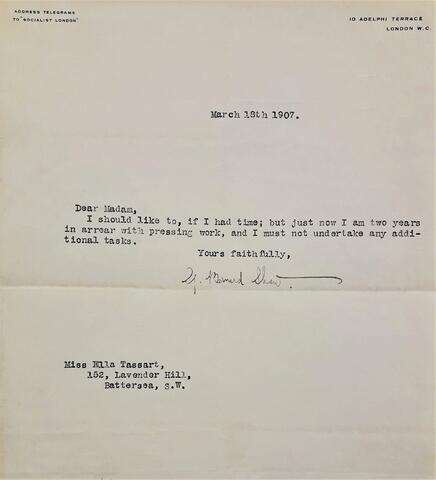 ADDRESS TELEGRAMS
TO "SOCIALIST LONDON"
10 ADELPHI TERRACE
LONDON W.C.
March 18th 1907.
Dear Madam,
I should like to, if I had time; but just now I am two years
in arrear with pressing work, and I must not undertake any addi-
tional tasks.
Yours faithfully,
G. Bernard Shaw
Miss Ella Tassart,
152, Lavender Hill,
Battersea, S.W.